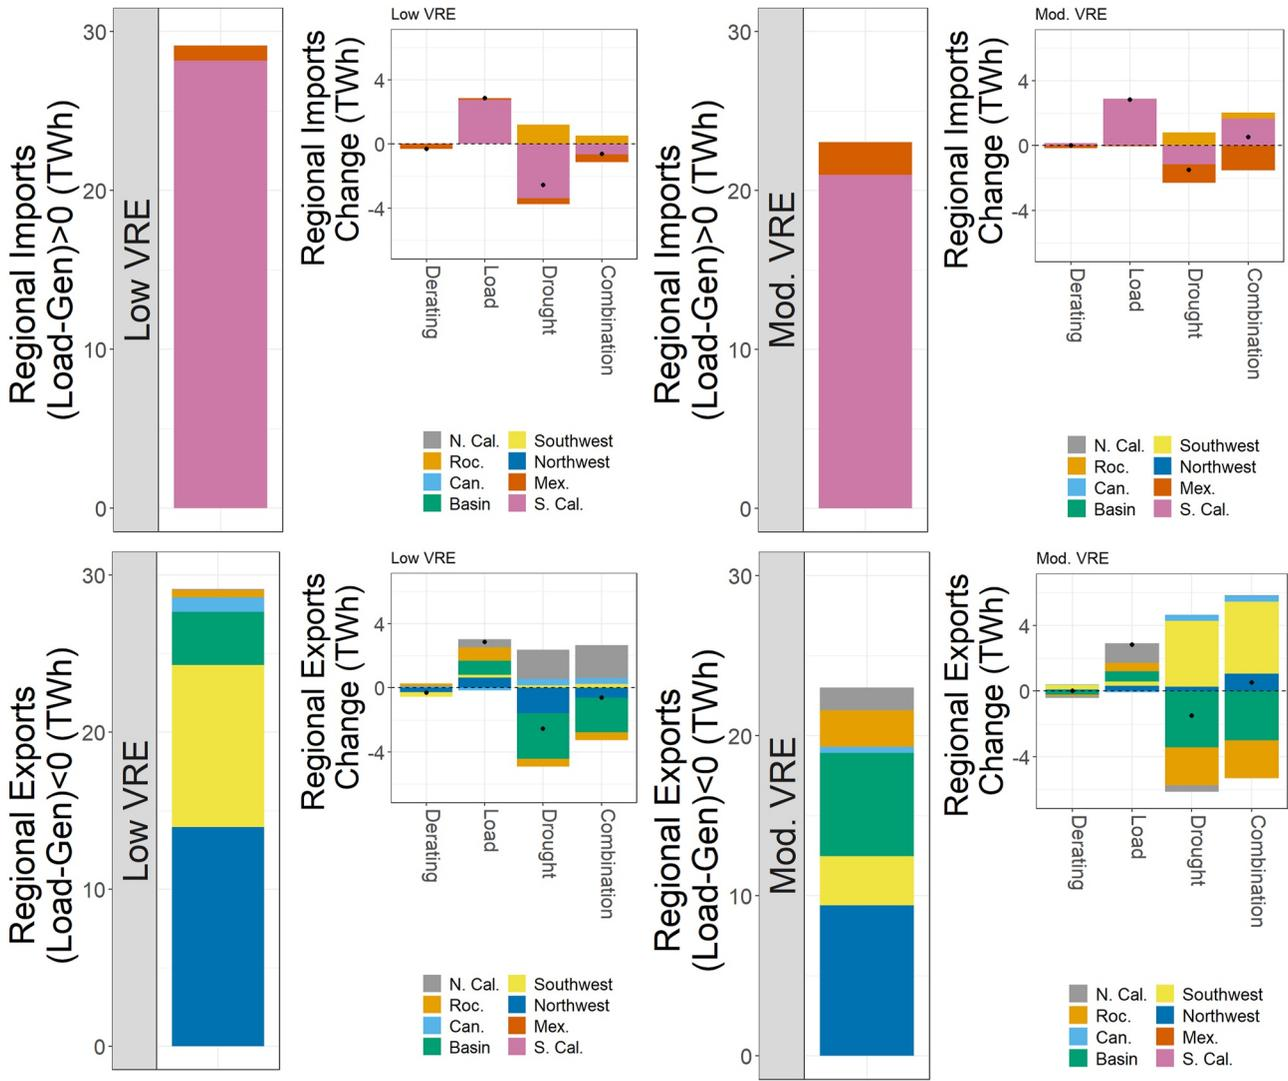 Regional Imports
(Load-Gen)>0 (TWh)
30
20
10
0
Low VRE
Low VRE
Regional Imports
Change (TWh)
4
0
-4
Derating
Load
Drought
Combination
N. Cal.
Southwest
Roc.
Northwest
Can.
Mex.
Basin
S. Cal.
Regional Imports
(Load-Gen)>0 (TWh)
30
20
10
0
Mod. VRE
Mod. VRE
Regional Imports
Change (TWh)
4
0
-4
Derating
Load
Drought
Combination
N. Cal.
Southwest
Roc.
Northwest
Can.
Mex.
Basin
S. Cal.
Regional Exports
(Load-Gen)<0 (TWh)
30
20
10
0
Low VRE
Low VRE
Regional Exports
Change (TWh)
4
0
-4
Derating
Load
Drought
Combination
N. Cal.
Southwest
Roc.
Northwest
Can.
Mex.
Basin
S. Cal.
Regional Exports
(Load-Gen)<0 (TWh)
30
20
10
0
Mod. VRE
Mod. VRE
Regional Exports
Change (TWh)
4
0
-4
Derating
Load
Drought
Combination
N. Cal.
Southwest
Roc.
Northwest
Can.
Mex.
Basin
S. Cal.